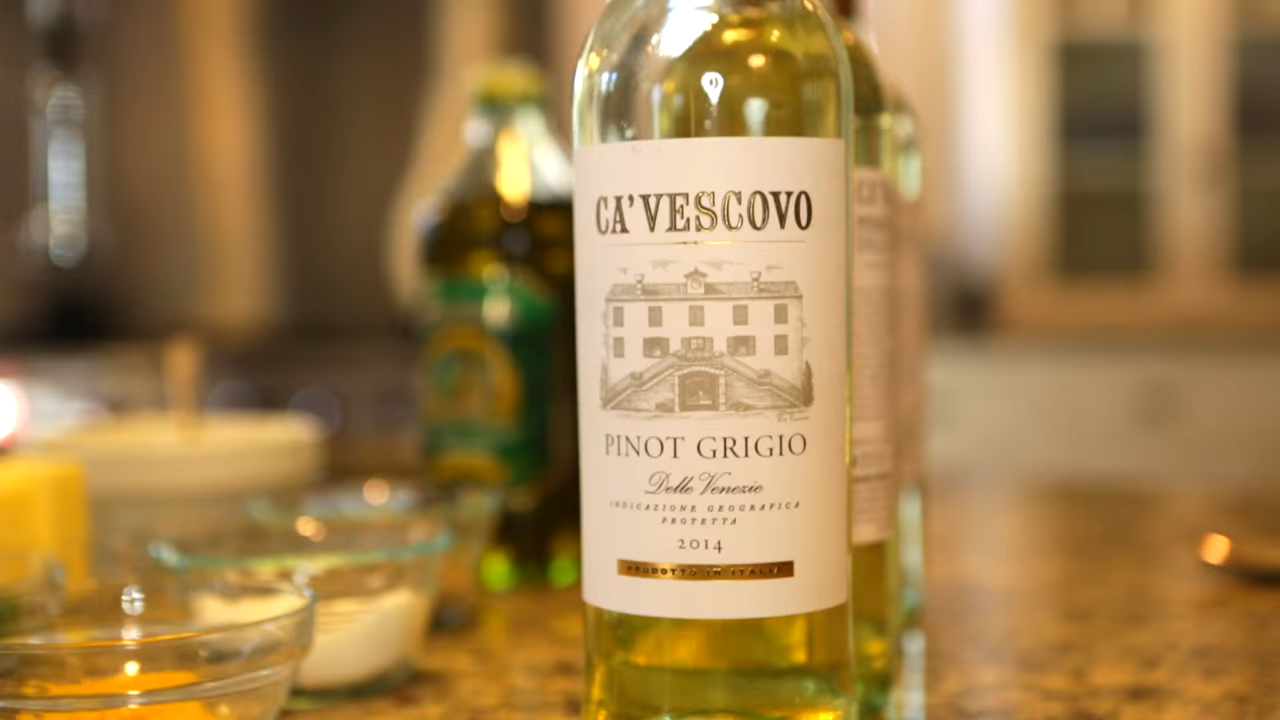 CA' VESCOVO
PINOT GRIGIO
Delle Venezie
INDICAZIONE GEOGRAFICA
PROTETTA
2014
PRODOTTO IN ITALIA